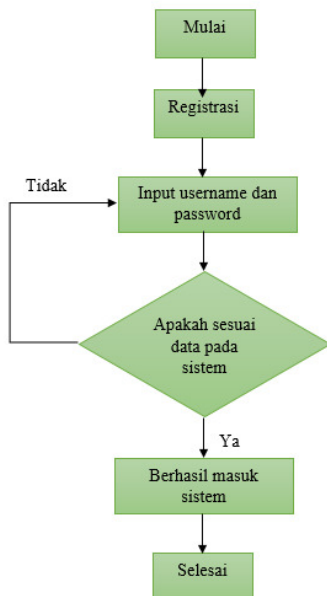 Mulai
Registrasi
Tidak
Input username dan
password
Apakah sesuai
data pada
sistem
Ya
Berhasil masuk
sistem
Selesai